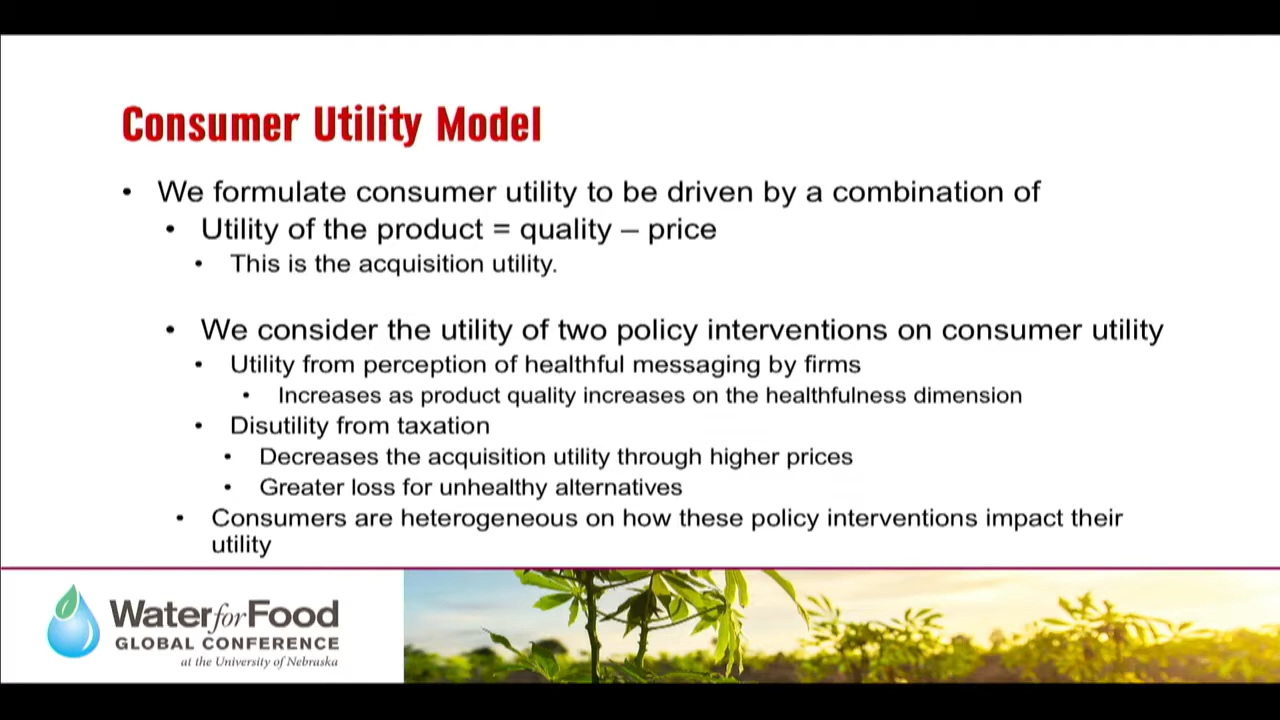 Consumer Utility Model
• We formulate consumer utility to be driven by a combination of
• Utility of the product = quality – price
• This is the acquisition utility.
• We consider the utility of two policy interventions on consumer utility
• Utility from perception of healthful messaging by firms
• Increases as product quality increases on the healthfulness dimension
• Disutility from taxation
• Decreases the acquisition utility through higher prices
• Greater loss for unhealthy alternatives
• Consumers are heterogeneous on how these policy interventions impact their
utility
Water for Food
GLOBAL CONFERENCE
at the University of Nebraska